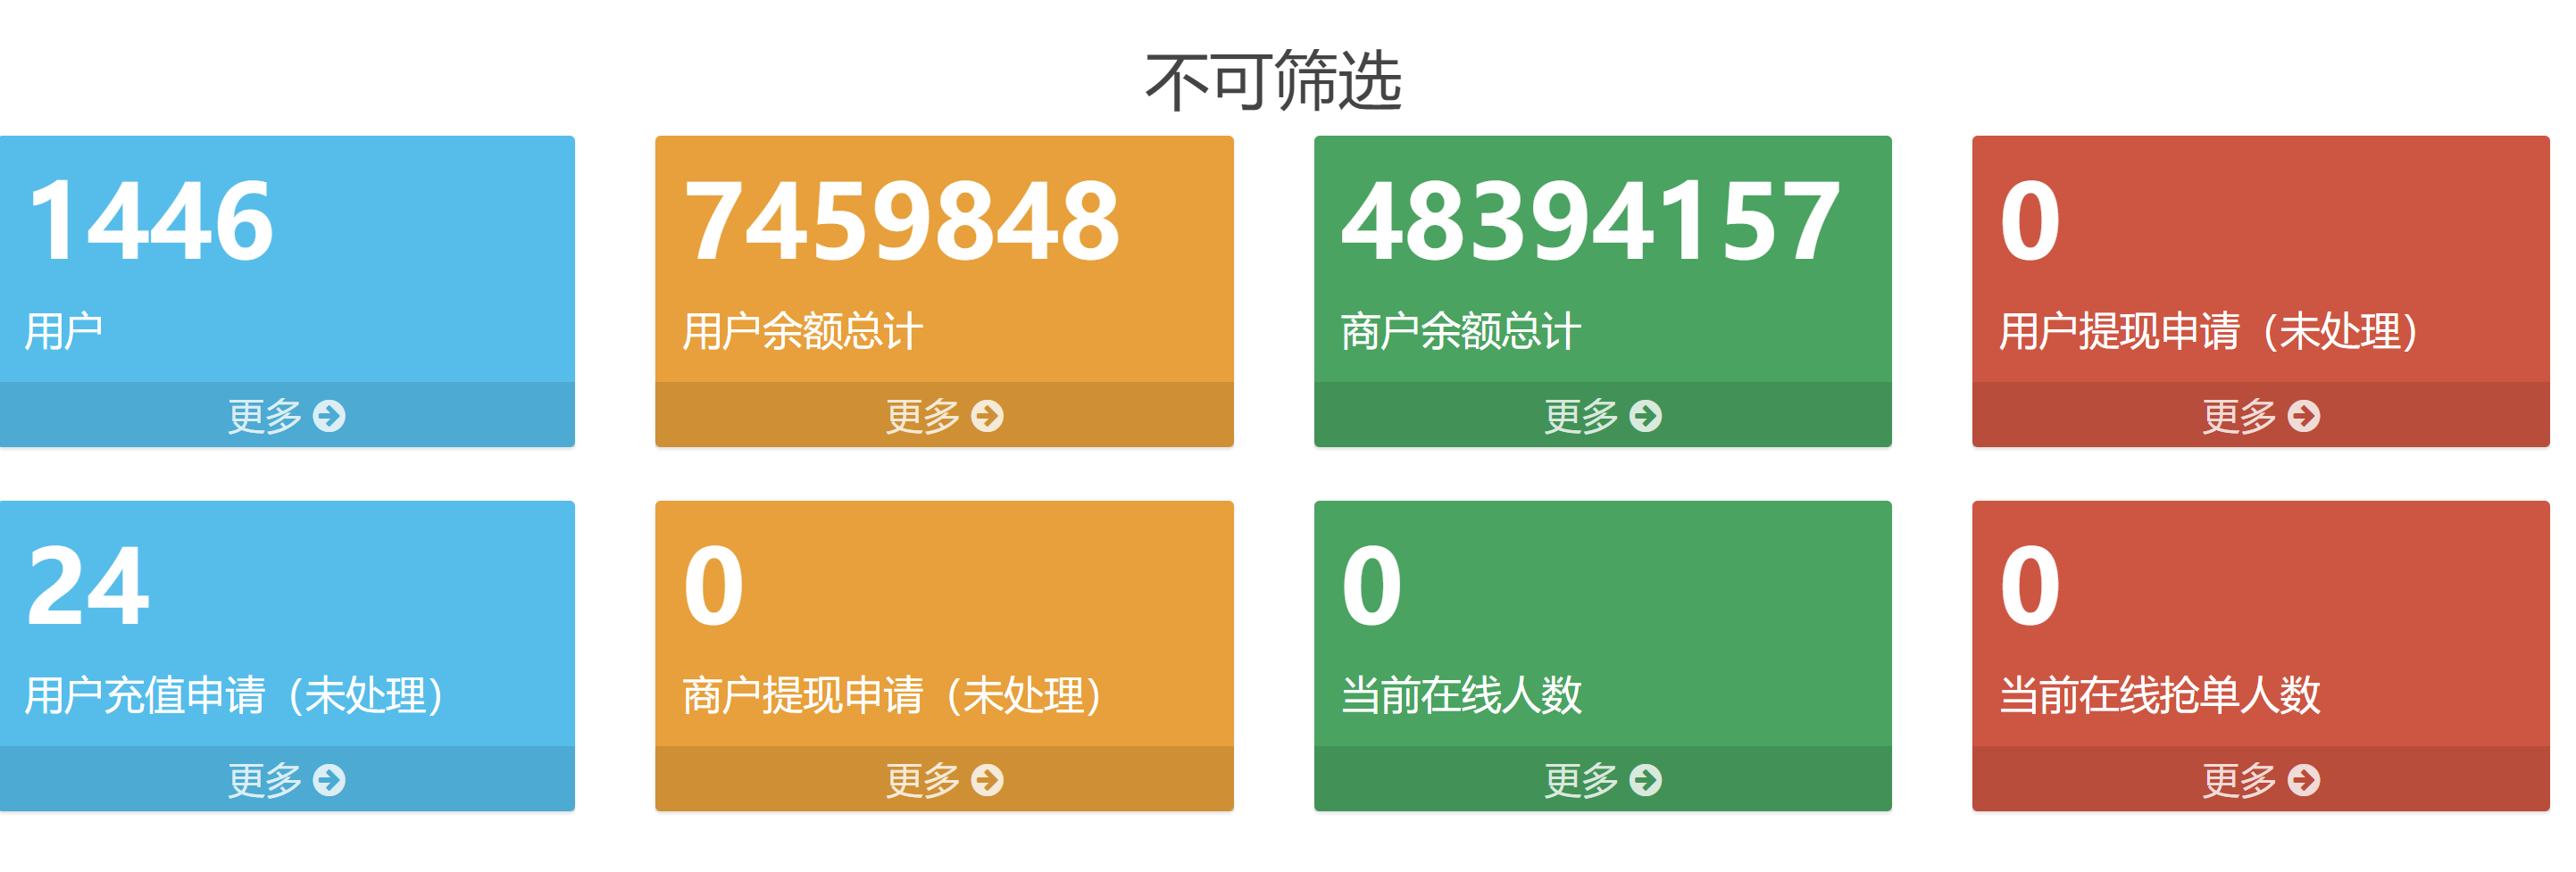 不可筛选
1446
用户
更多
7459848
用户余额总计
更多
48394157
商户余额总计
更多
0
用户提现申请（未处理）
更多
24
用户充值申请（未处理）
更多
0
商户提现申请（未处理）
更多
0
当前在线人数
更多
0
当前在线抢单人数
更多